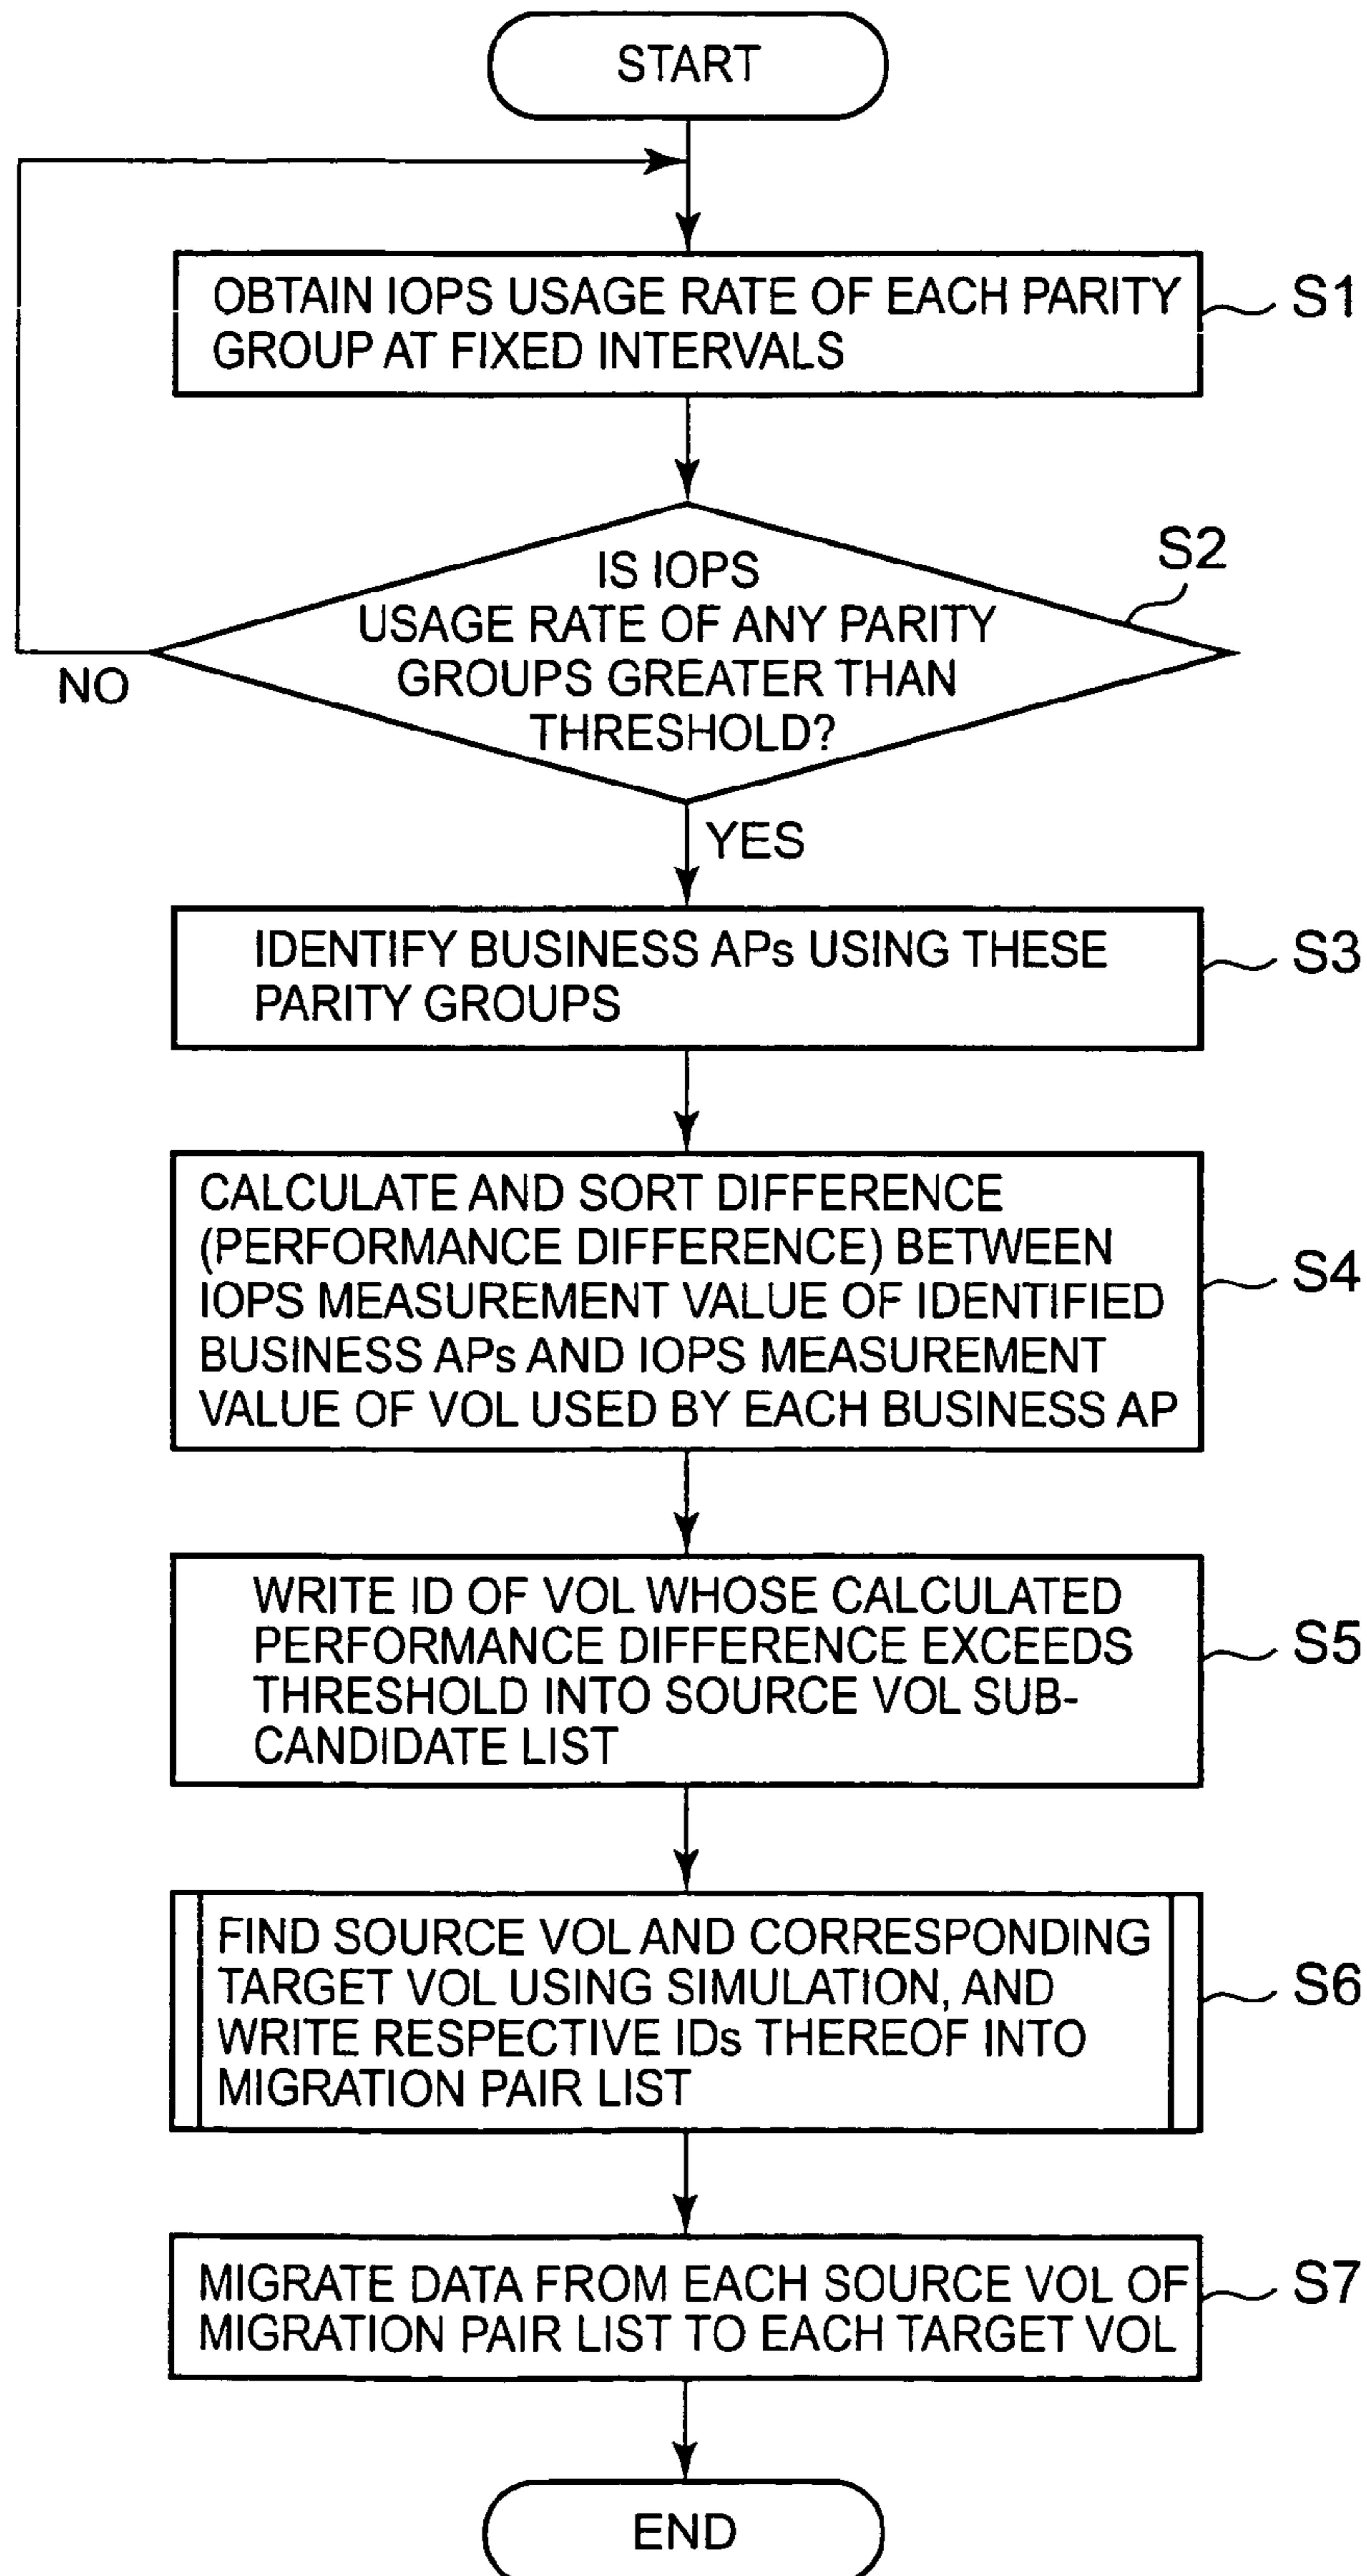 START
OBTAIN IOPS USAGE RATE OF EACH PARITY
GROUP AT FIXED INTERVALS
S1
S2
IS IOPS
USAGE RATE OF ANY PARITY
GROUPS GREATER THAN
THRESHOLD?
NO
YES
IDENTIFY BUSINESS APs USING THESE
PARITY GROUPS
S3
CALCULATE AND SORT DIFFERENCE
(PERFORMANCE DIFFERENCE) BETWEEN
IOPS MEASUREMENT VALUE OF IDENTIFIED
BUSINESS APs AND IOPS MEASUREMENT
VALUE OF VOL USED BY EACH BUSINESS AP
S4
WRITE ID OF VOL WHOSE CALCULATED
PERFORMANCE DIFFERENCE EXCEEDS
THRESHOLD INTO SOURCE VOL SUB-
CANDIDATE LIST
S5
FIND SOURCE VOL AND CORRESPONDING
TARGET VOL USING SIMULATION, AND
WRITE RESPECTIVE IDs THEREOF INTO
MIGRATION PAIR LIST
S6
MIGRATE DATA FROM EACH SOURCE VOL OF
MIGRATION PAIR LIST TO EACH TARGET VOL
S7
END